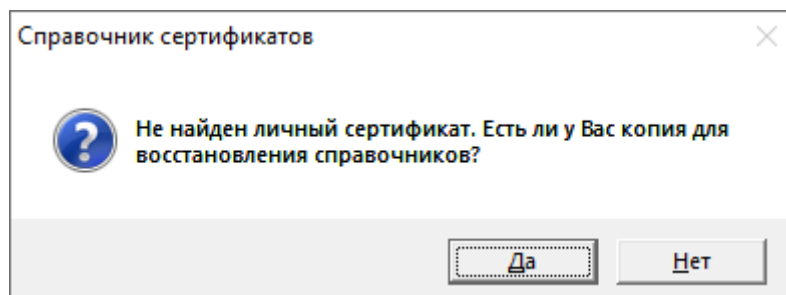 Справочник сертификатов
Не найден личный сертификат. Есть ли у Вас копия для
восстановления справочников?
Да
Нет